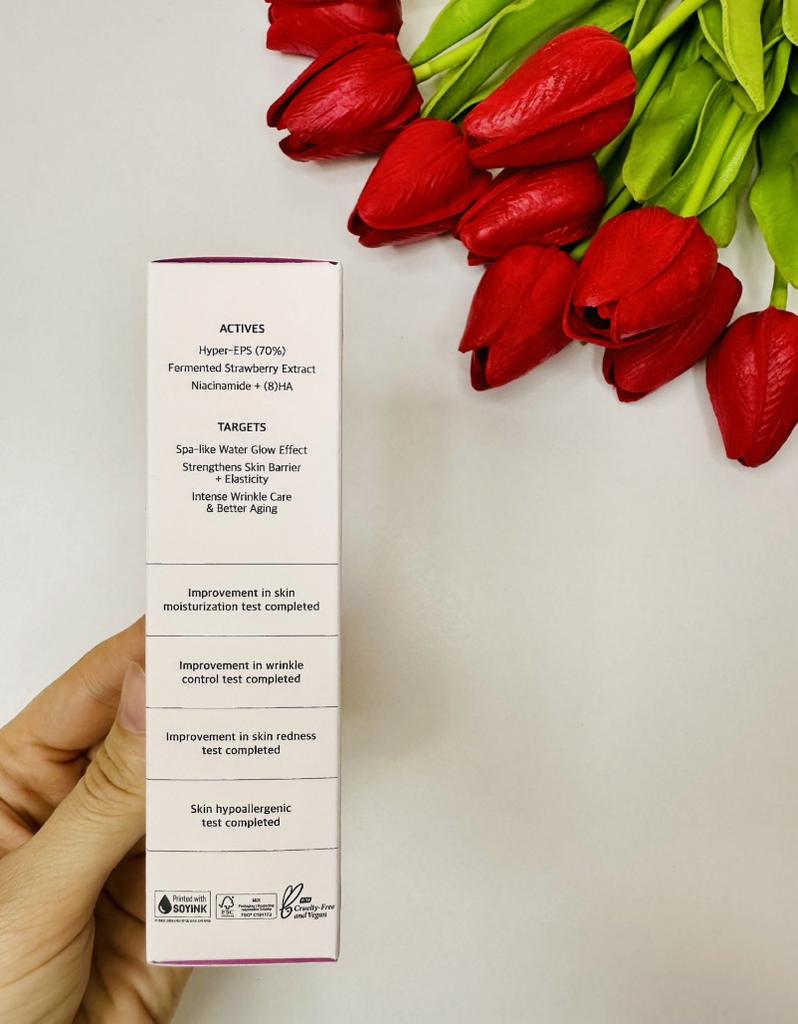 ACTIVES
Hyper-EPS (70%)
Fermented Strawberry Extract
Niacinamide + (8)HA
TARGETS
Spa-like Water Glow Effect
Strengthens Skin Barrier
+ Elasticity
Intense Wrinkle Care
& Better Aging
Improvement in skin
moisturization test completed
Improvement in wrinkle
control test completed
Improvement in skin redness
test completed
Skin hypoallergenic
test completed
Printed with
SOYINK
FSC
MIX
Cruelty-Free
and Vegan